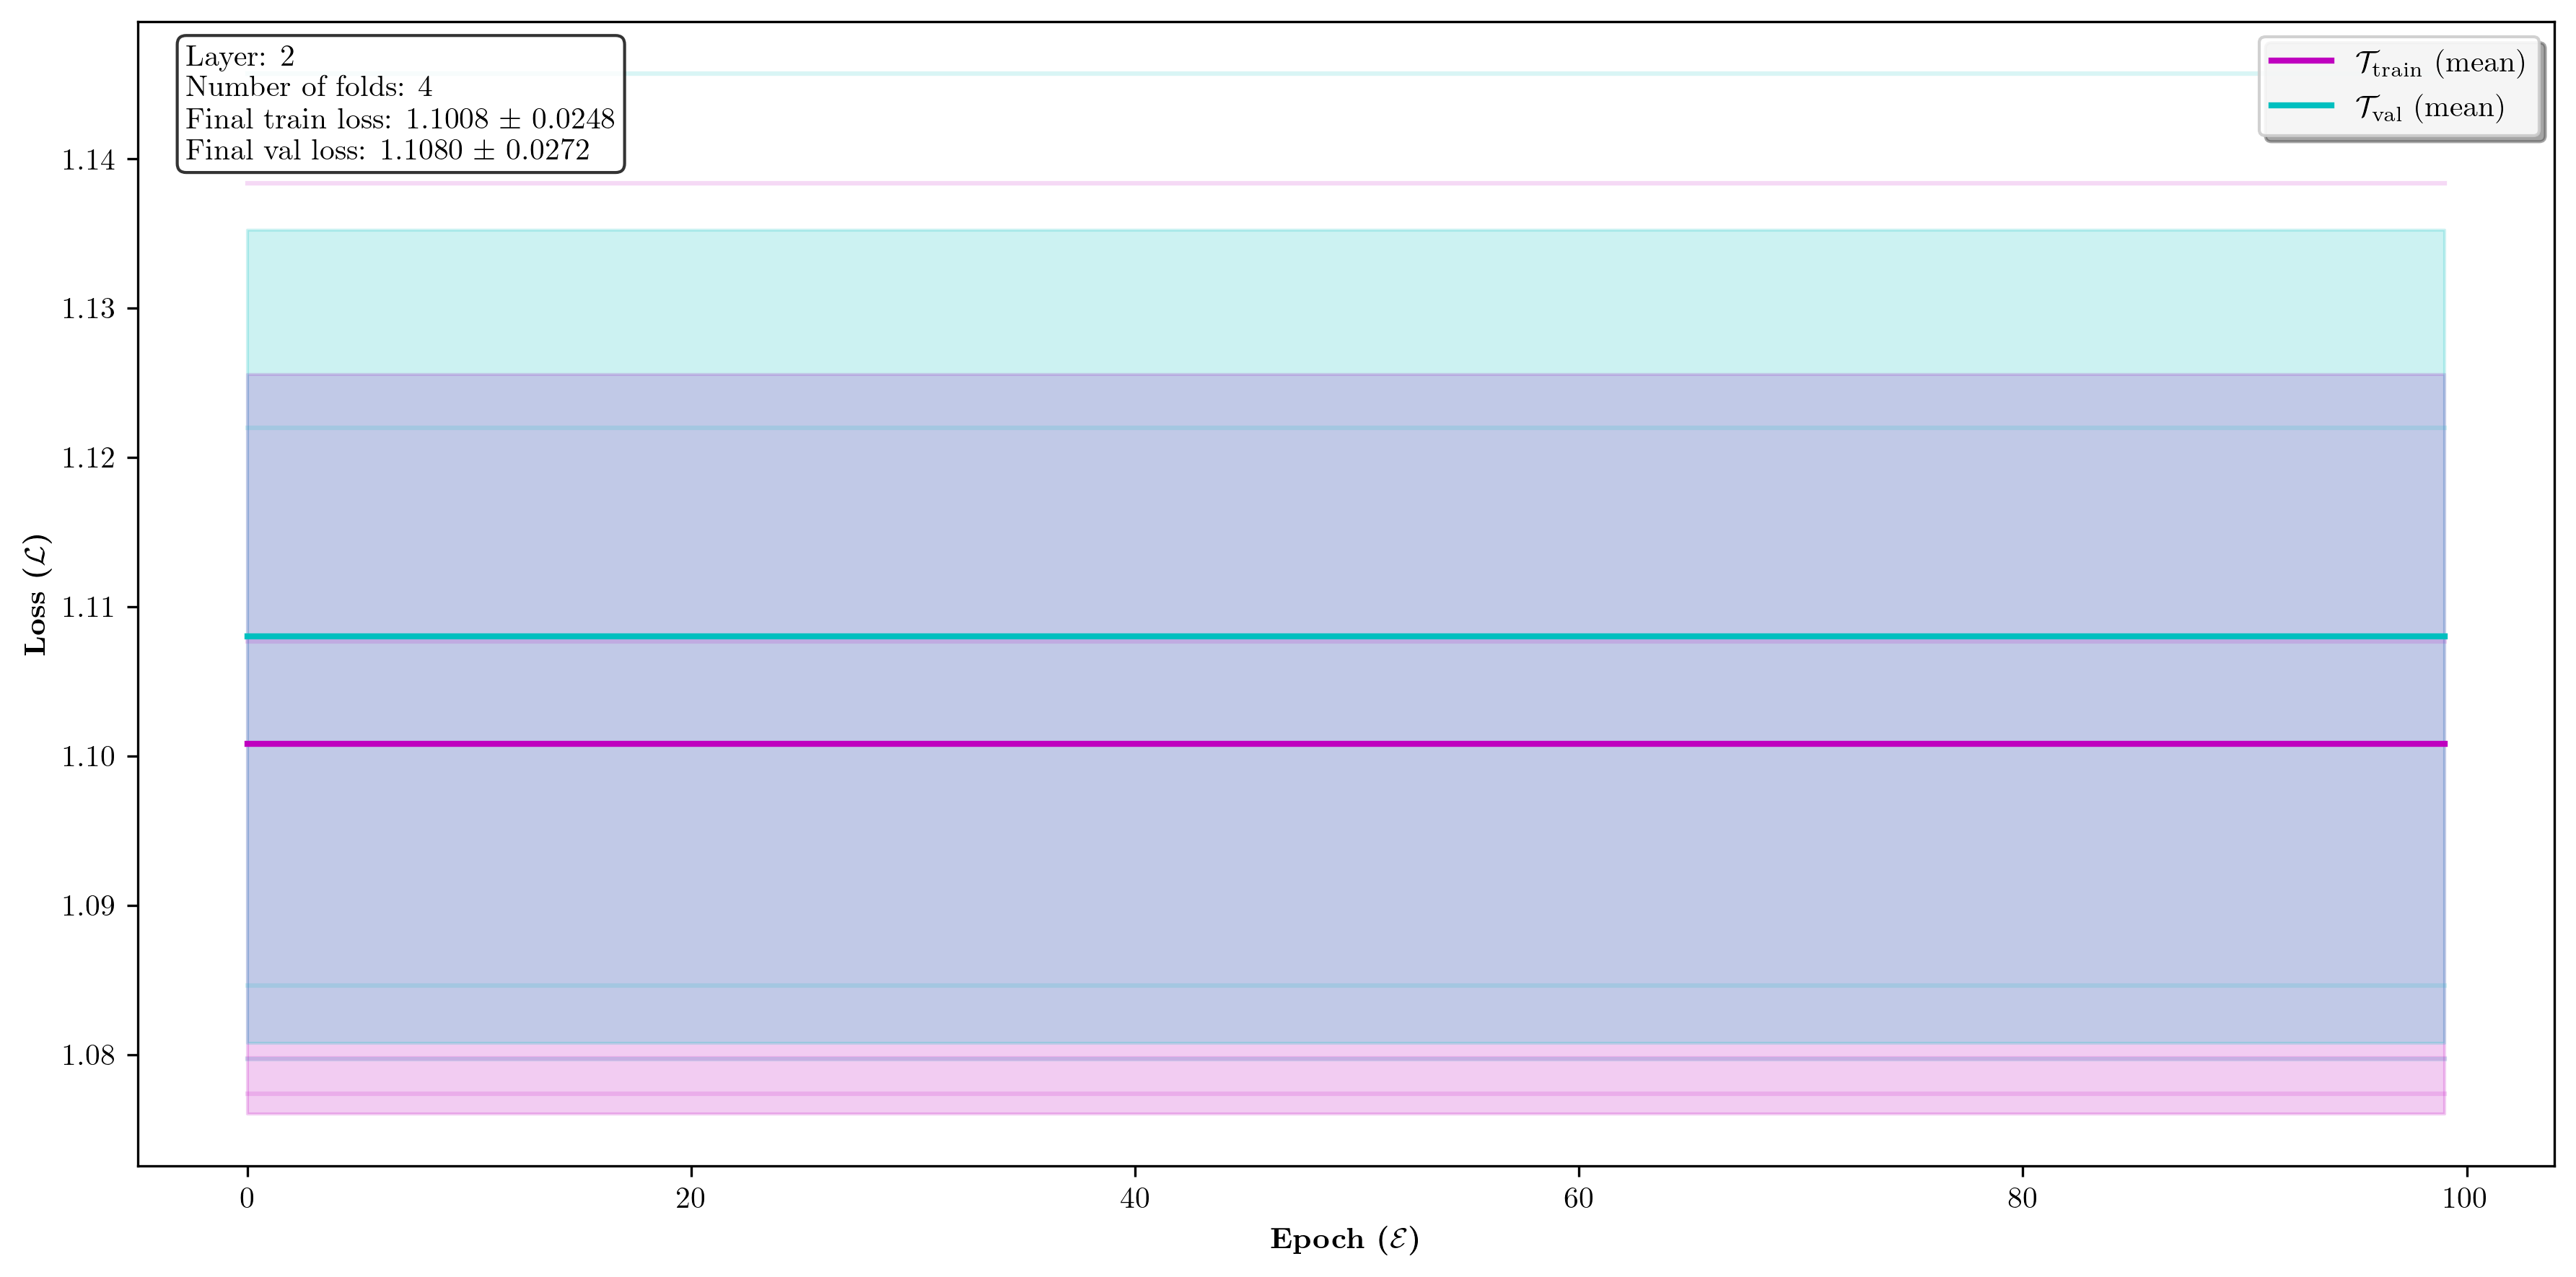 Layer: 2
Number of folds: 4
Final train loss: 1.1008 ± 0.0248
Final val loss: 1.1080 ± 0.0272
𝒯train (mean)
𝒯val (mean)
1.14
1.13
1.12
1.11
1.10
1.09
1.08
Loss (ℒ)
0 20 40 60 80 100
Epoch (ℰ)